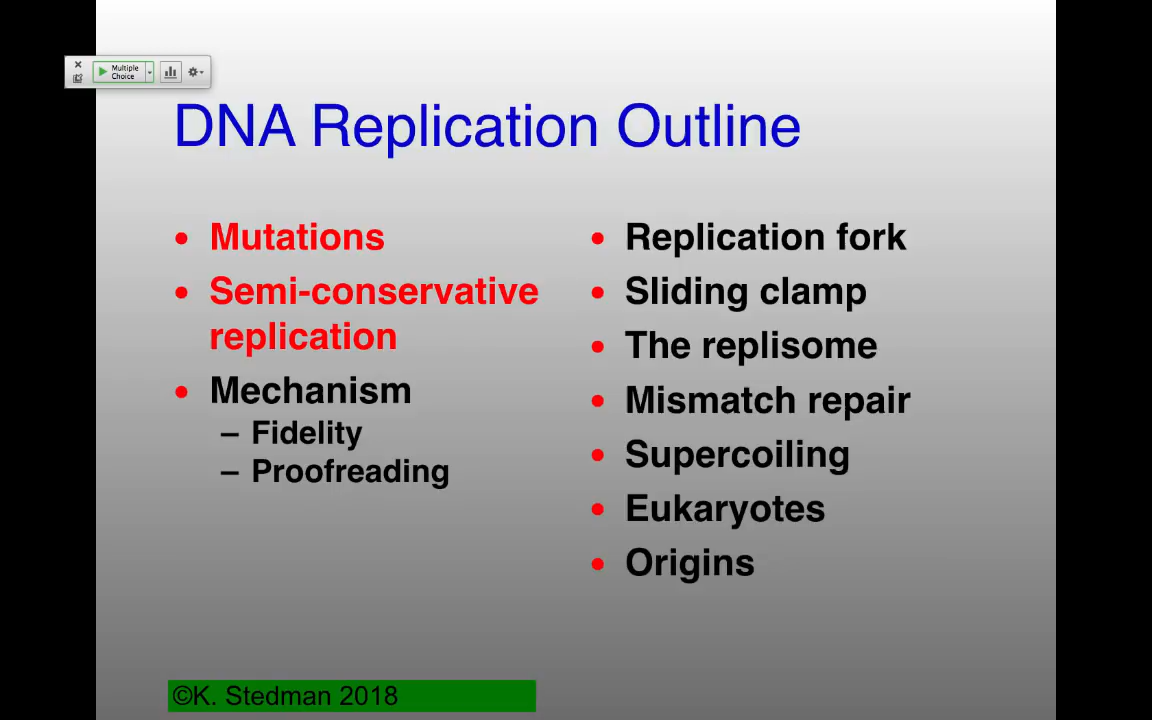 Multiple
Choice
DNA Replication Outline
• Mutations
• Semi-conservative
replication
• Mechanism
– Fidelity
– Proofreading
• Replication fork
• Sliding clamp
• The replisome
• Mismatch repair
• Supercoiling
• Eukaryotes
• Origins
©K. Stedman 2018